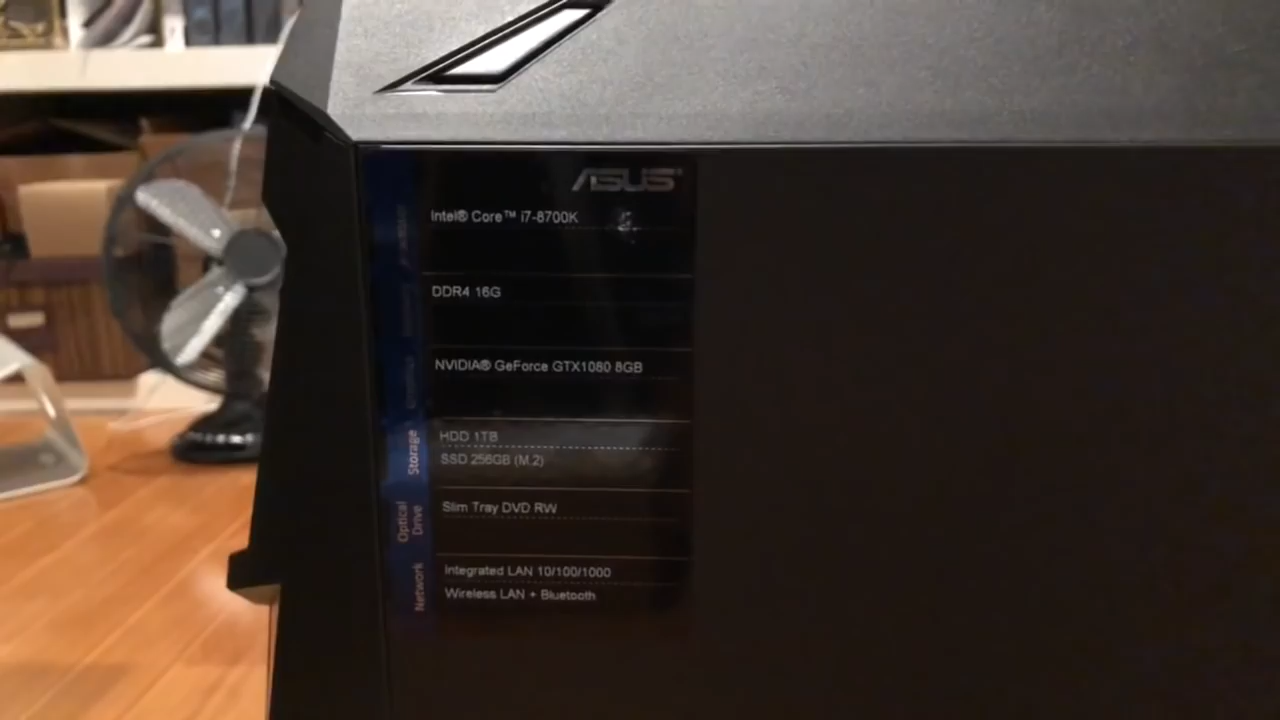 ASUS
Intel® Core™ i7-8700K
DDR4 16G
NVIDIA® GeForce GTX1080 8GB
Storage
HDD 1TB
SSD 256GB (M.2)
Optical
Drive
Slim Tray DVD RW
Network
Integrated LAN 10/100/1000
Wireless LAN + Bluetooth